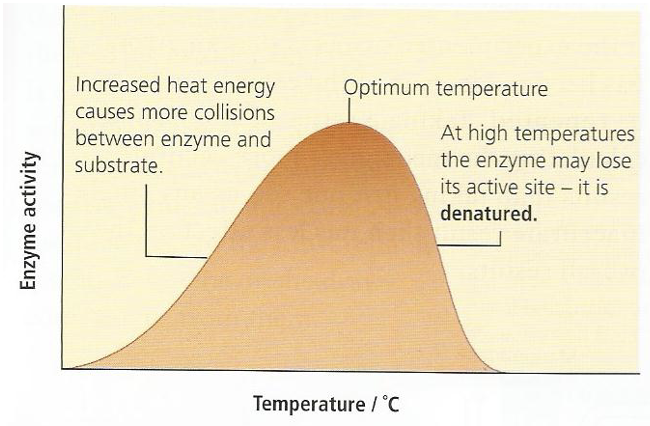 Increased heat energy
causes more collisions
between enzyme and
substrate.
Optimum temperature
At high temperatures
the enzyme may lose
its active site – it is
denatured.
Enzyme activity
Temperature / °C